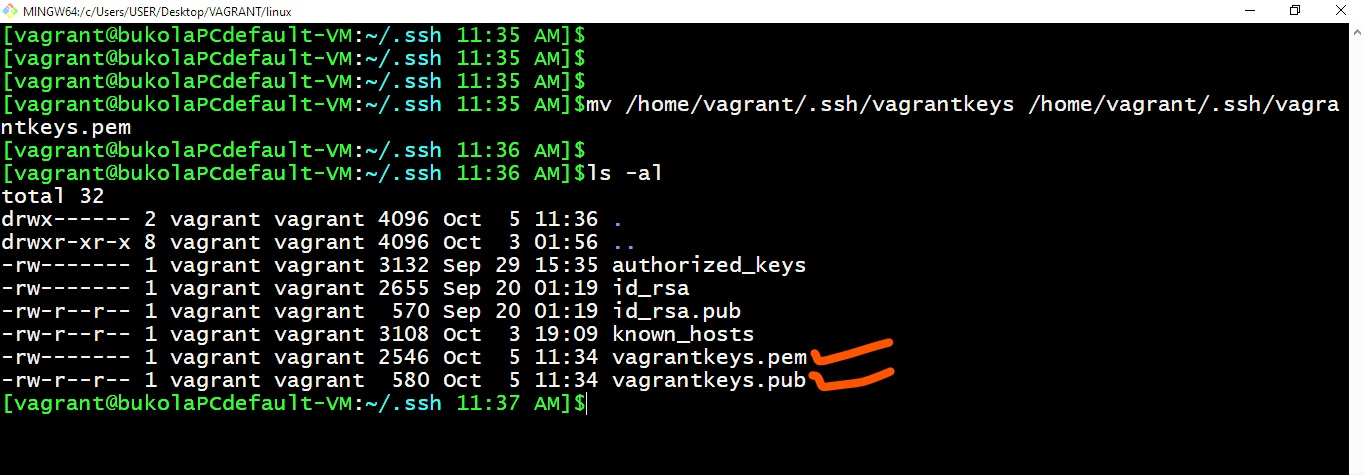 MINGW64:/c/Users/USER/Desktop/VAGRANT/linux
[vagrant@bukolaPCdefault-VM:~/.ssh 11:35 AM]$
[vagrant@bukolaPCdefault-VM:~/.ssh 11:35 AM]$
[vagrant@bukolaPCdefault-VM:~/.ssh 11:35 AM]$
[vagrant@bukolaPCdefault-VM:~/.ssh 11:35 AM]$mv /home/vagrant/.ssh/vagrantkeys /home/vagrant/.ssh/vagra
ntkeys.pem
[vagrant@bukolaPCdefault-VM:~/.ssh 11:36 AM]$
[vagrant@bukolaPCdefault-VM:~/.ssh 11:36 AM]$ls -al
total 32
drwx------ 2 vagrant vagrant 4096 Oct  5 11:36 .
drwxr-xr-x 8 vagrant vagrant 4096 Oct  3 01:56 ..
-rw------- 1 vagrant vagrant 3132 Sep 29 15:35 authorized_keys
-rw------- 1 vagrant vagrant 2655 Sep 20 01:19 id_rsa
-rw-r--r-- 1 vagrant vagrant  570 Sep 20 01:19 id_rsa.pub
-rw-r--r-- 1 vagrant vagrant 3108 Oct  3 19:09 known_hosts
-rw------- 1 vagrant vagrant 2546 Oct  5 11:34 vagrantkeys.pem
-rw-r--r-- 1 vagrant vagrant  580 Oct  5 11:34 vagrantkeys.pub
[vagrant@bukolaPCdefault-VM:~/.ssh 11:37 AM]$